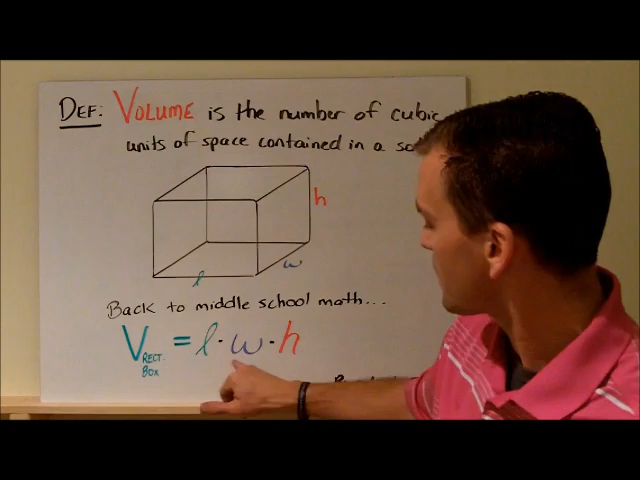 DEF: VOLUME is the number of cubic
units of space contained in a
h
w
l
Back to middle school math...
V RECT. BOX = l · w · h